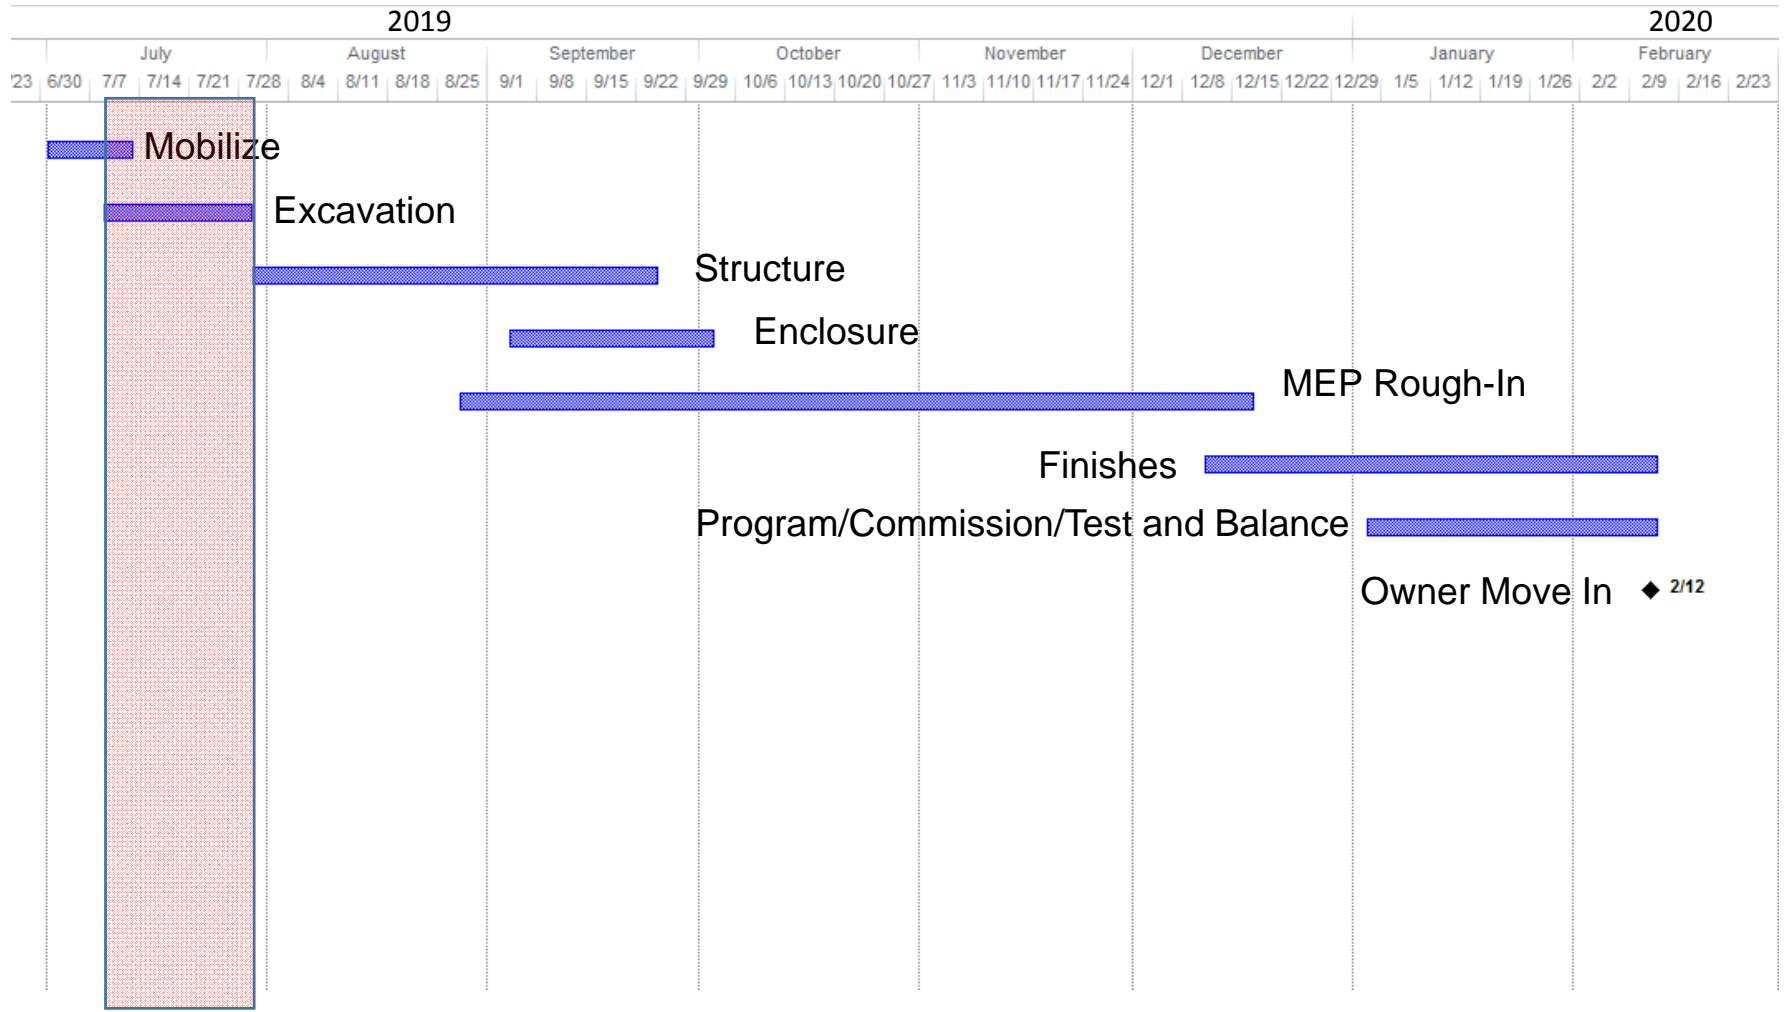 2019 2020
July August September October November December January February
/23 6/30 7/7 7/14 7/21 7/28 8/4 8/11 8/18 8/25 9/1 9/8 9/15 9/22 9/29 10/6 10/13 10/20 10/27 11/3 11/10 11/17 11/24 12/1 12/8 12/15 12/22 12/29 1/5 1/12 1/19 1/26 2/2 2/9 2/16 2/23
Mobilize
Excavation
Structure
Enclosure
MEP Rough-In
Finishes
Program/Commission/Test and Balance
Owner Move In 2/12